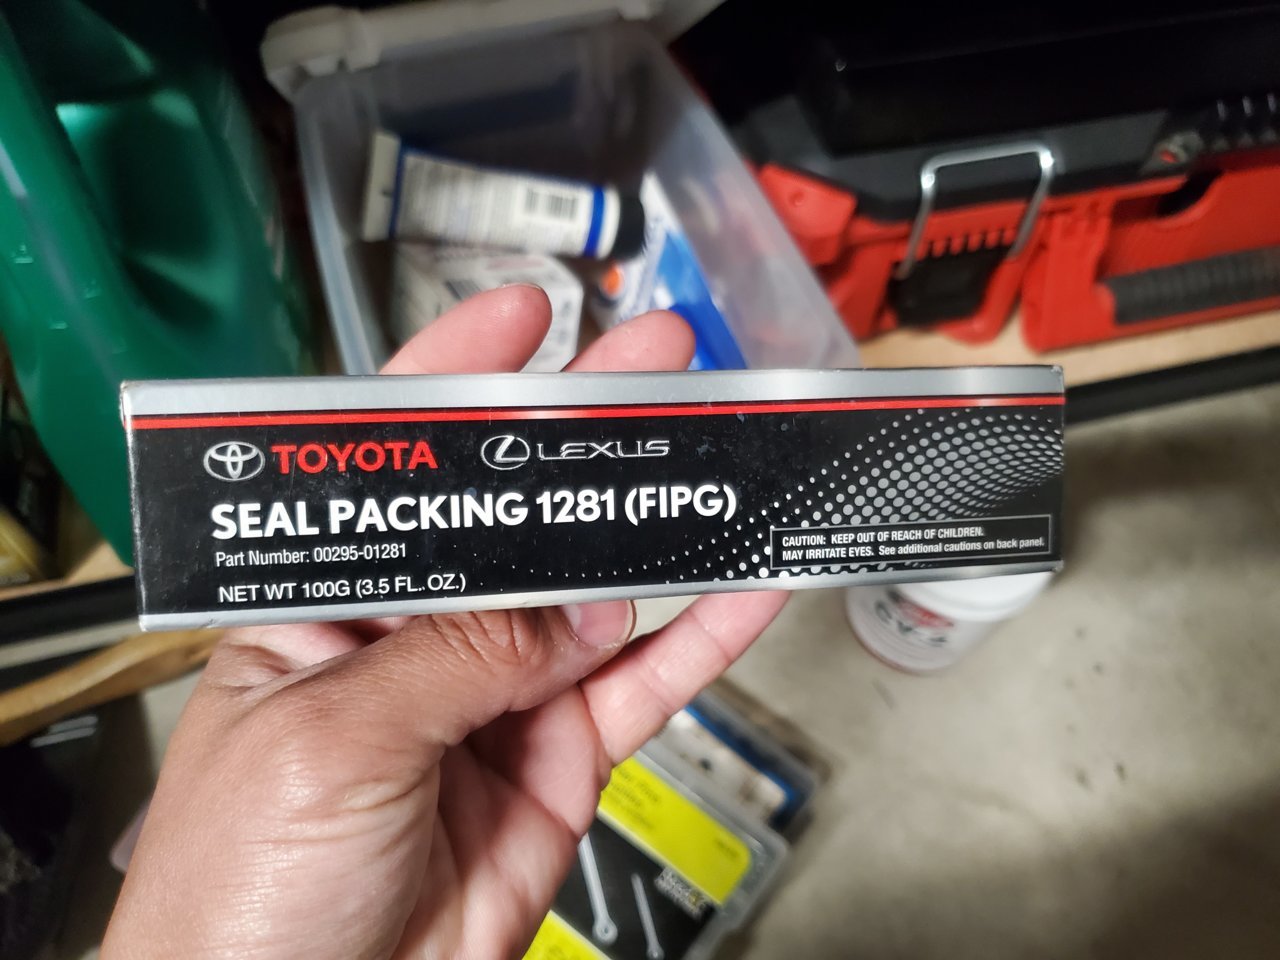 TOYOTA LEXUS
SEAL PACKING 1281 (FIPG)
Part Number: 00295-01281
NET WT 100G (3.5 FL. OZ.)
CAUTION: KEEP OUT OF REACH OF CHILDREN.
MAY IRRITATE EYES. See additional cautions on back panel.